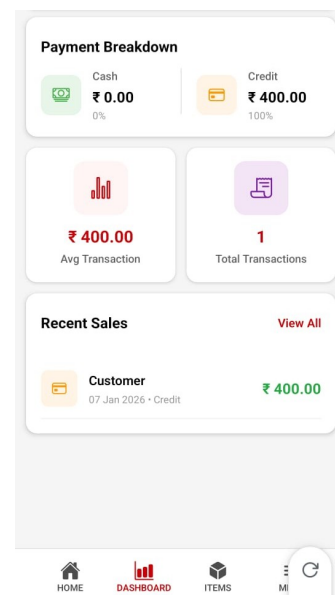 Payment Breakdown
Cash
₹ 0.00
0%
Credit
₹ 400.00
100%
₹ 400.00
Avg Transaction
1
Total Transactions
Recent Sales
View All
Customer
07 Jan 2026 • Credit
₹ 400.00
HOME
DASHBOARD
ITEMS